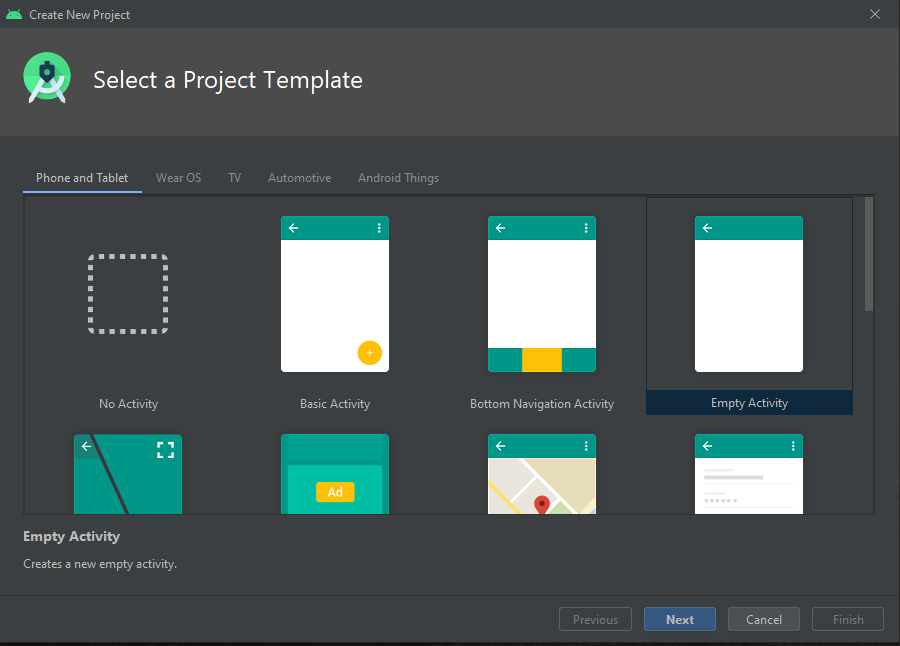 Create New Project
Select a Project Template
Phone and Tablet Wear OS TV Automotive Android Things
No Activity Basic Activity Bottom Navigation Activity Empty Activity
Ad
Empty Activity
Creates a new empty activity.
Previous Next Cancel Finish